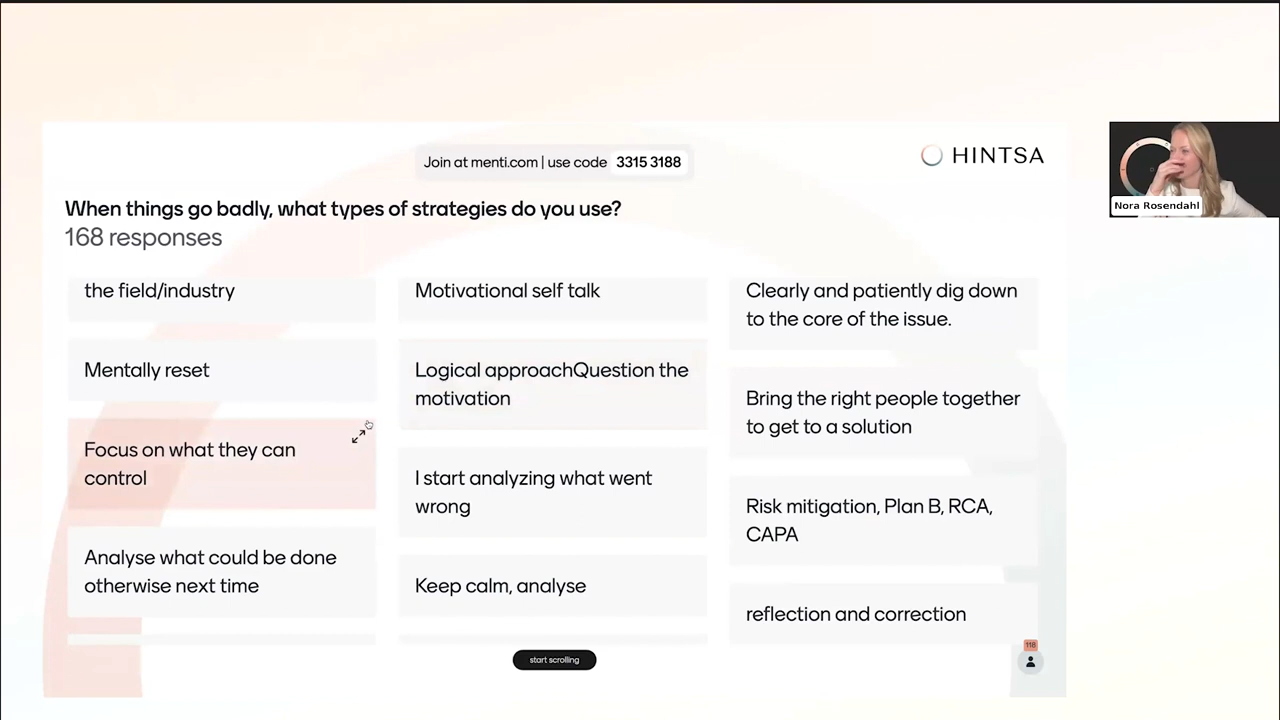 Join at menti.com | use code 3315 3188
HINTSA
When things go badly, what types of strategies do you use?
168 responses
the field/industry
Mentally reset
Focus on what they can
control
Analyse what could be done
otherwise next time
Motivational self talk
Logical approachQuestion the
motivation
I start analyzing what went
wrong
Keep calm, analyse
Clearly and patiently dig down
to the core of the issue.
Bring the right people together
to get to a solution
Risk mitigation, Plan B, RCA,
CAPA
reflection and correction
start scrolling
118
Nora Rosendahl